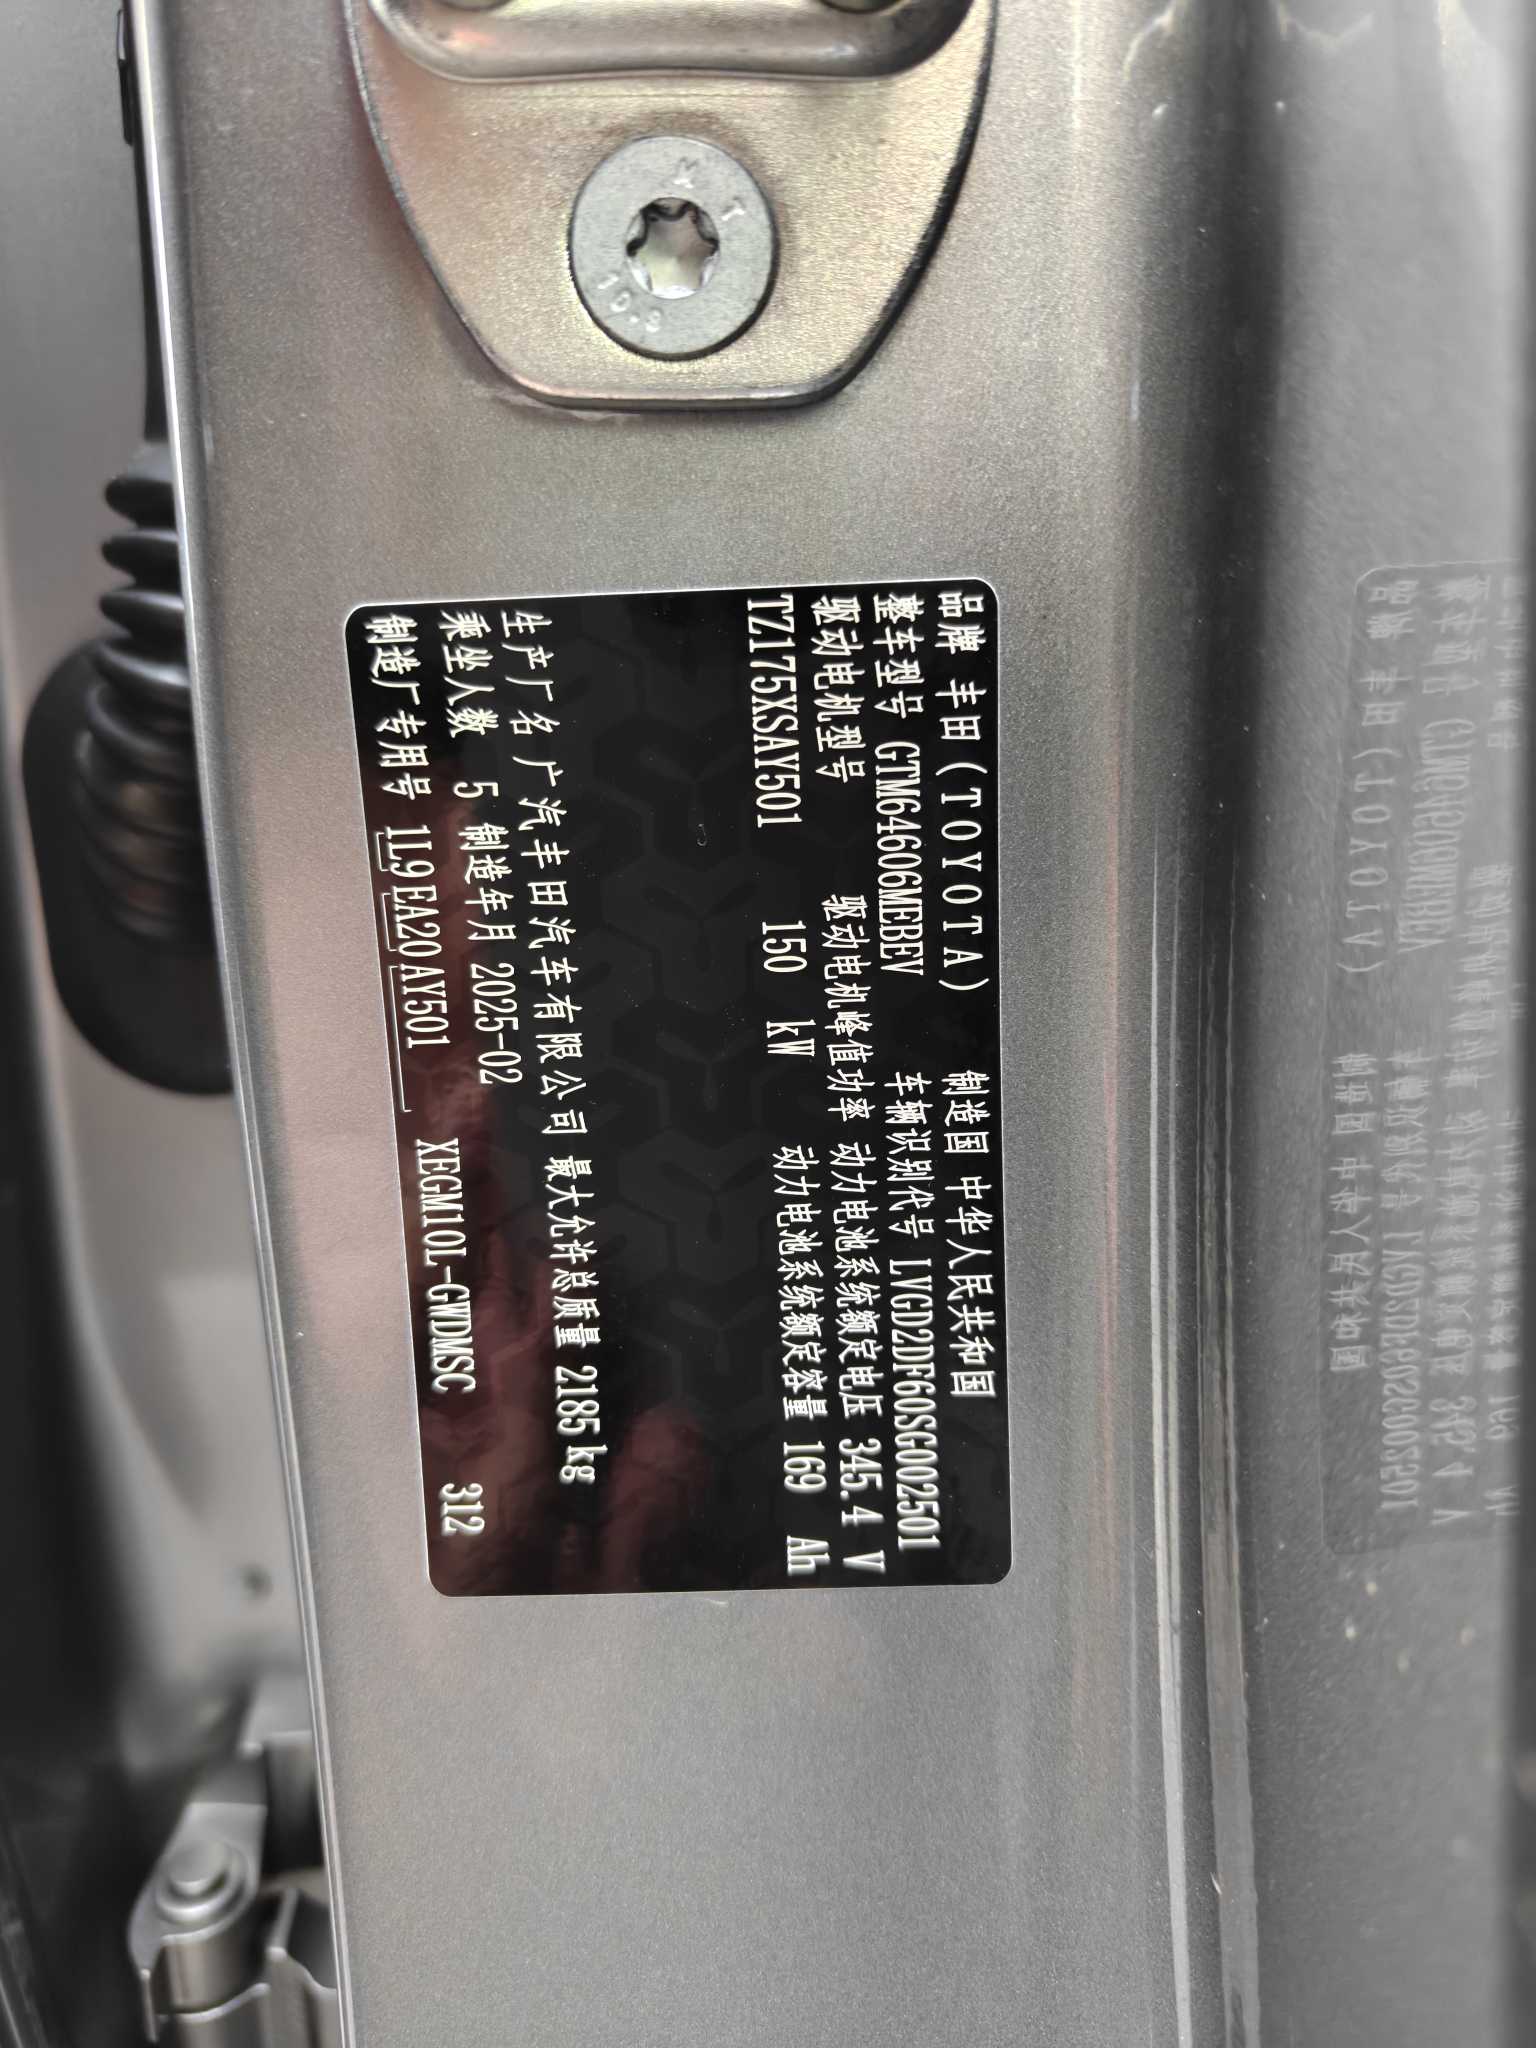 品牌 丰田(TOYOTA) 制造国 中华人民共和国
整车型号 GTM6460GMEBEV 车辆识别代号 LVGD2DF60SG002501
驱动电机型号 驱动电机峰值功率 动力电池系统额定电压 345.4 V
TZ175XSAY501 150 kW 动力电池系统额定容量 169 Ah
生产厂名 广汽丰田汽车有限公司 最大允许总质量 2185 kg
乘坐人数 5 制造年月 2025-02
制造厂专用号 1L9EA20AY501 XEGM10L-GWDMSC 312
10.9